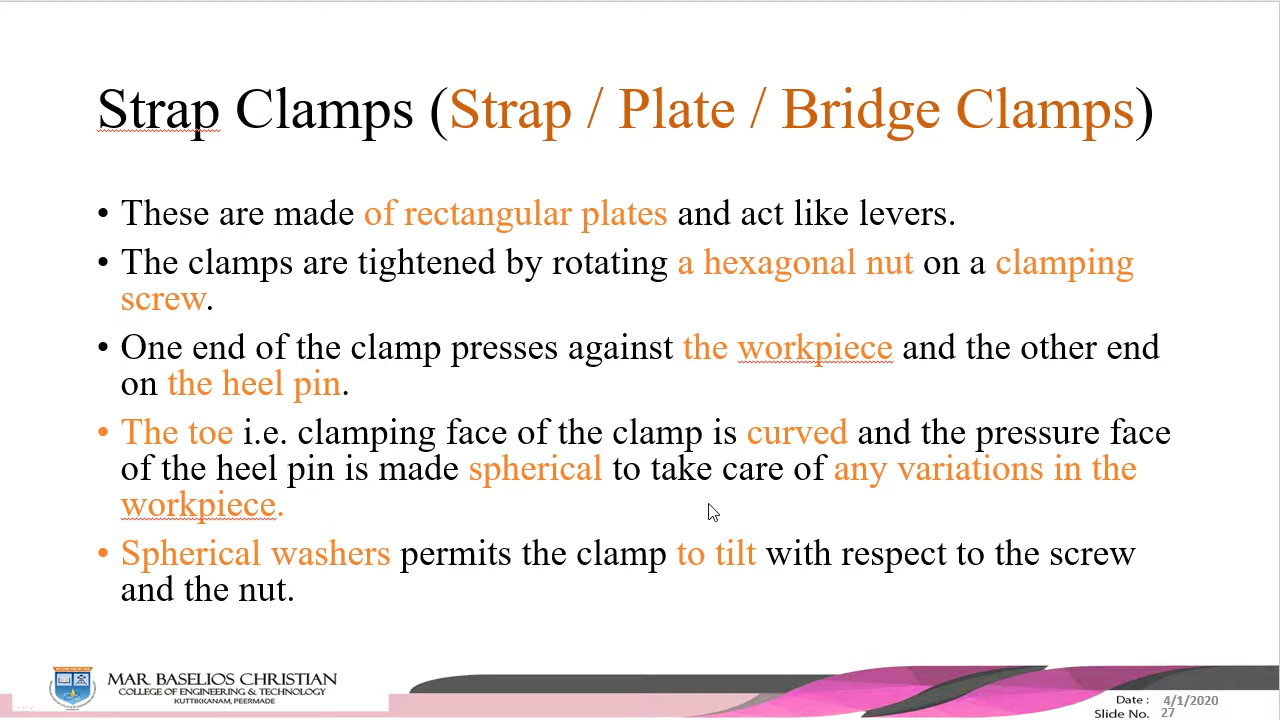 Strap Clamps (Strap / Plate / Bridge Clamps)
• These are made of rectangular plates and act like levers.
• The clamps are tightened by rotating a hexagonal nut on a clamping
screw.
• One end of the clamp presses against the workpiece and the other end
on the heel pin.
• The toe i.e. clamping face of the clamp is curved and the pressure face
of the heel pin is made spherical to take care of any variations in the
workpiece.
• Spherical washers permits the clamp to tilt with respect to the screw
and the nut.
MAR BASELIOS CHRISTIAN
COLLEGE OF ENGINEERING & TECHNOLOGY
KUTTIKKANAM, PEERMADE
Date : 4/1/2020
Slide No. 27